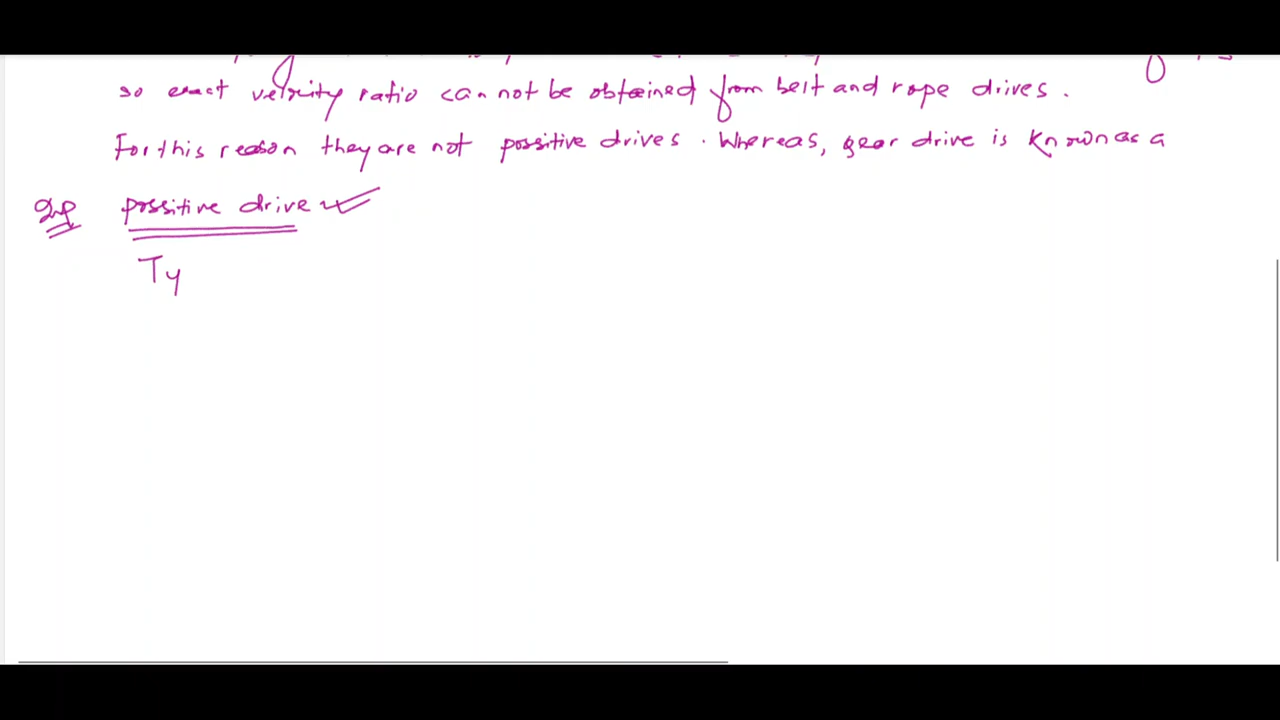 so exact velocity ratio can not be obtained from belt and rope drives.
For this reason they are not possitive drives. Whereas, gear drive is known as a
Imp possitive drive
Ty